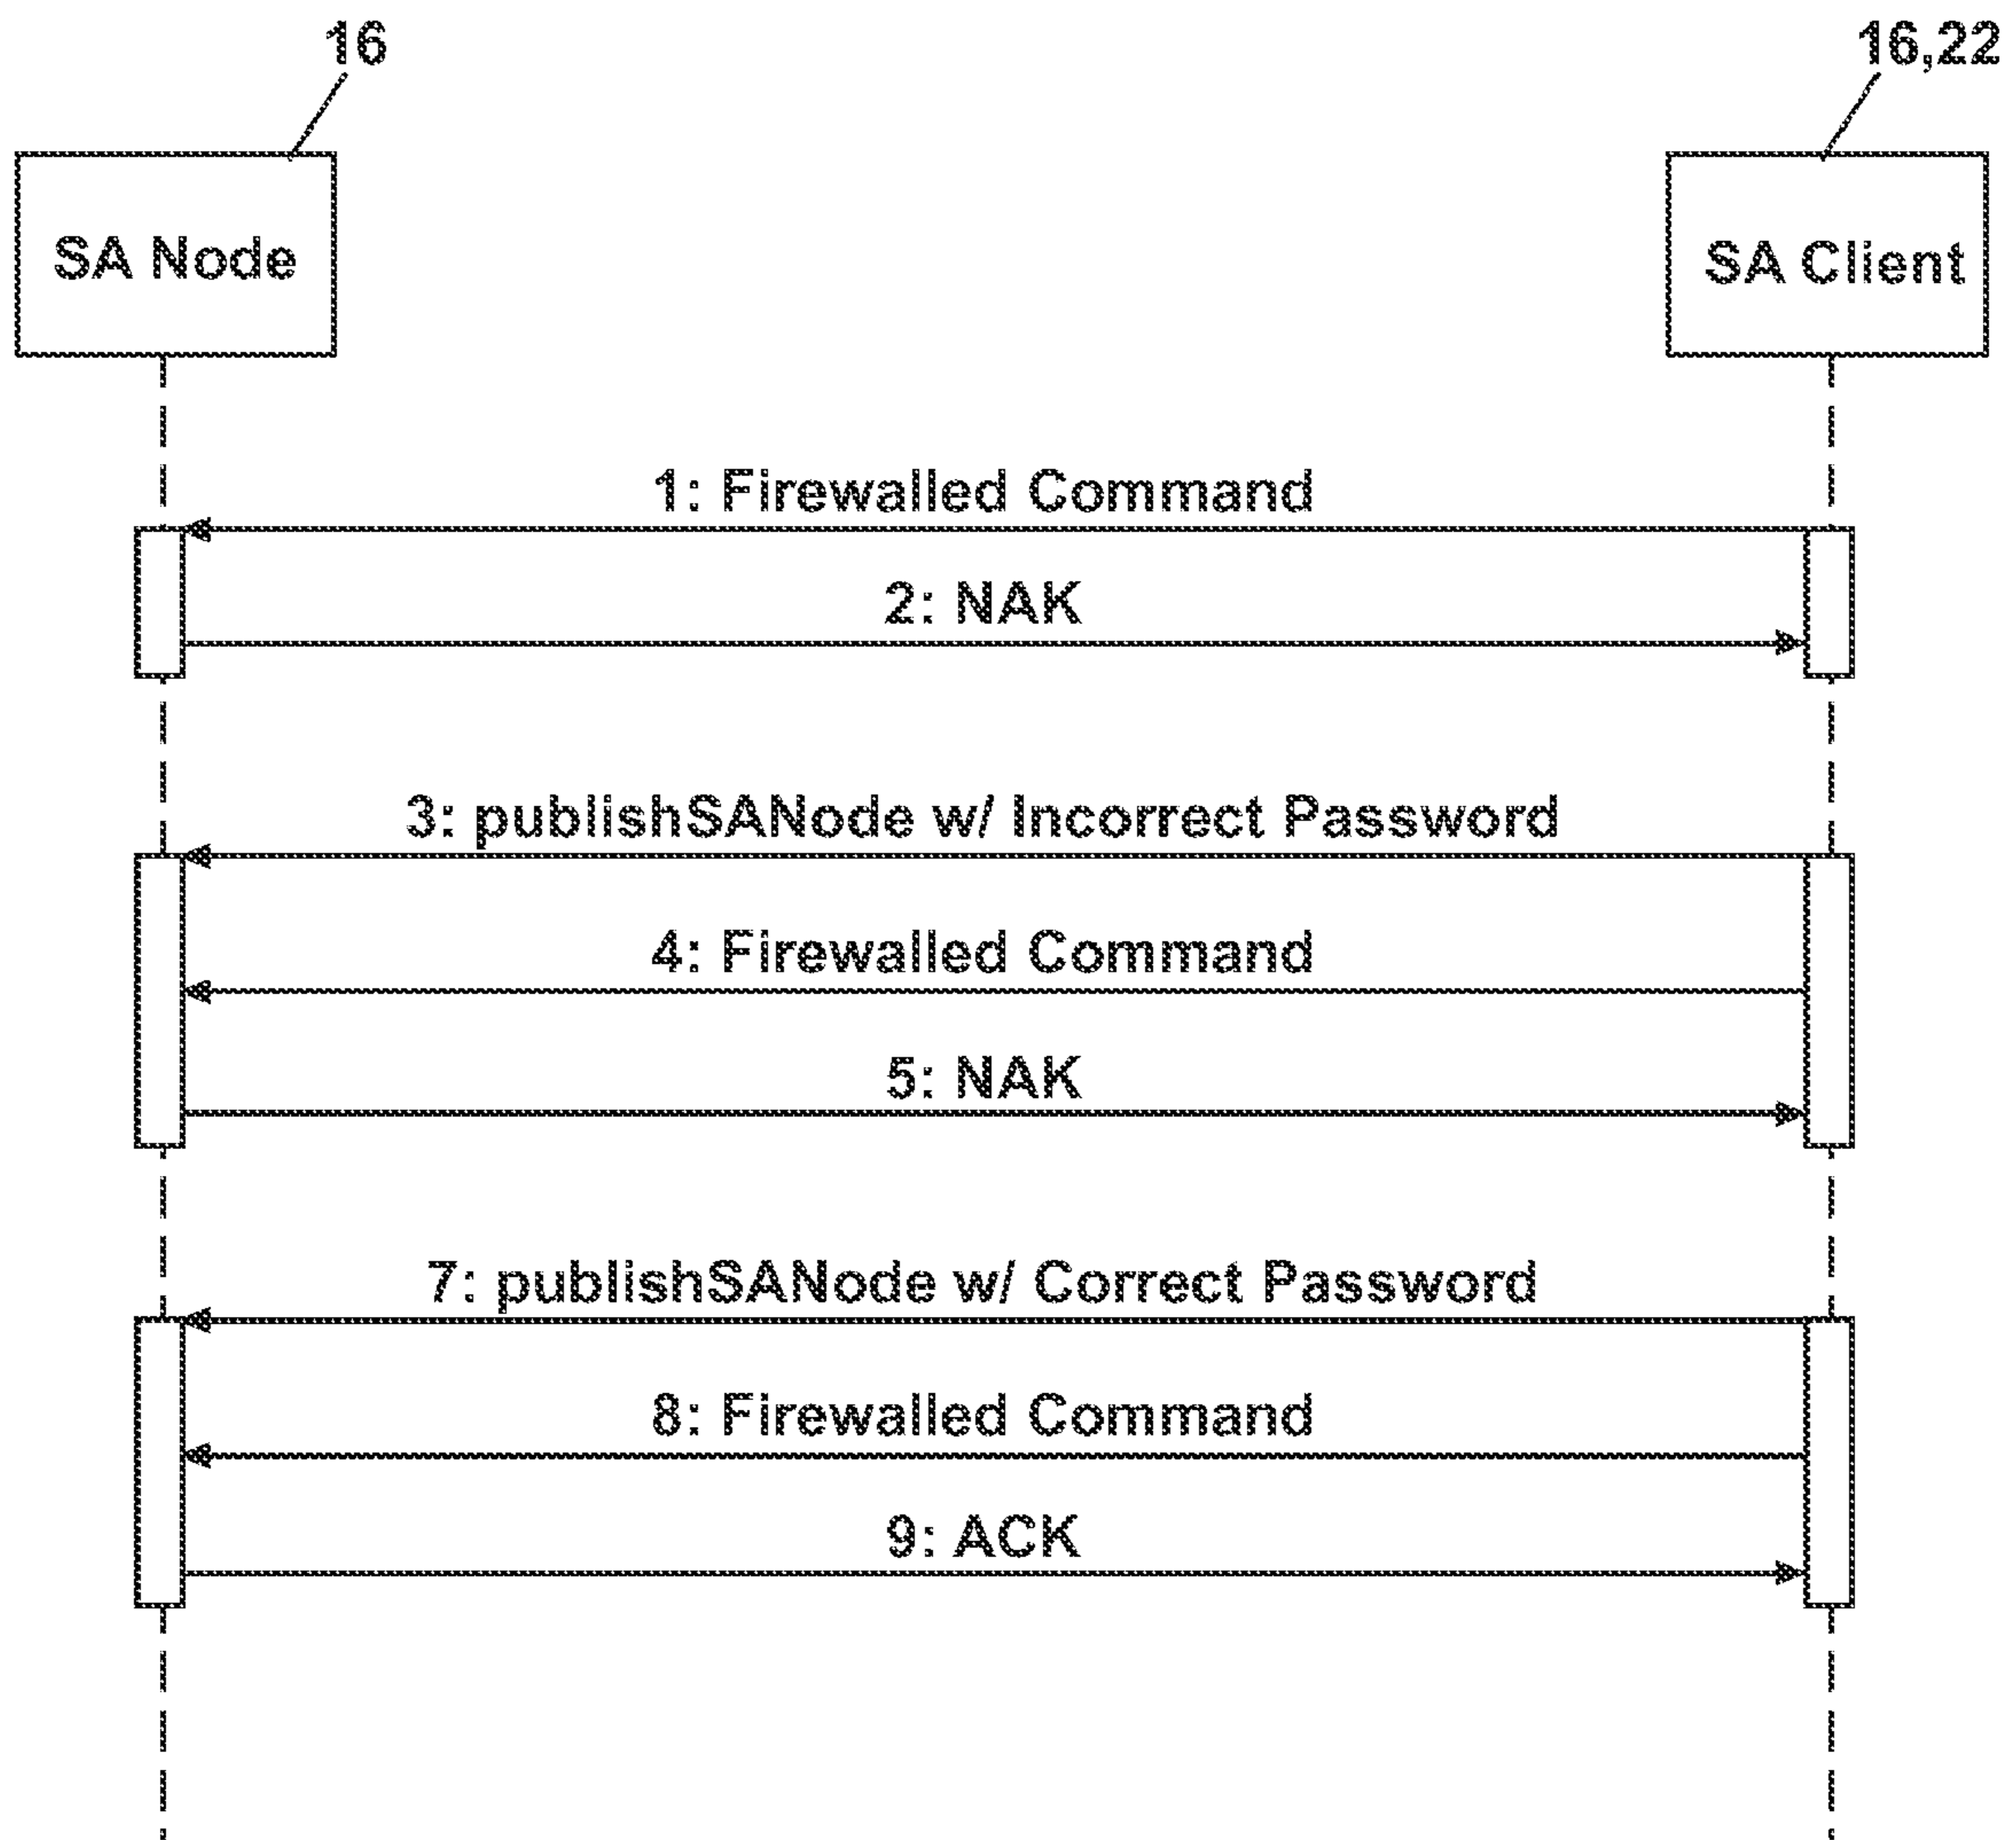 16
16,22
SA Node
SA Client
1: Firewalled Command
2: NAK
3: publishSANode w/ Incorrect Password
4: Firewalled Command
5: NAK
7: publishSANode w/ Correct Password
8: Firewalled Command
9: ACK